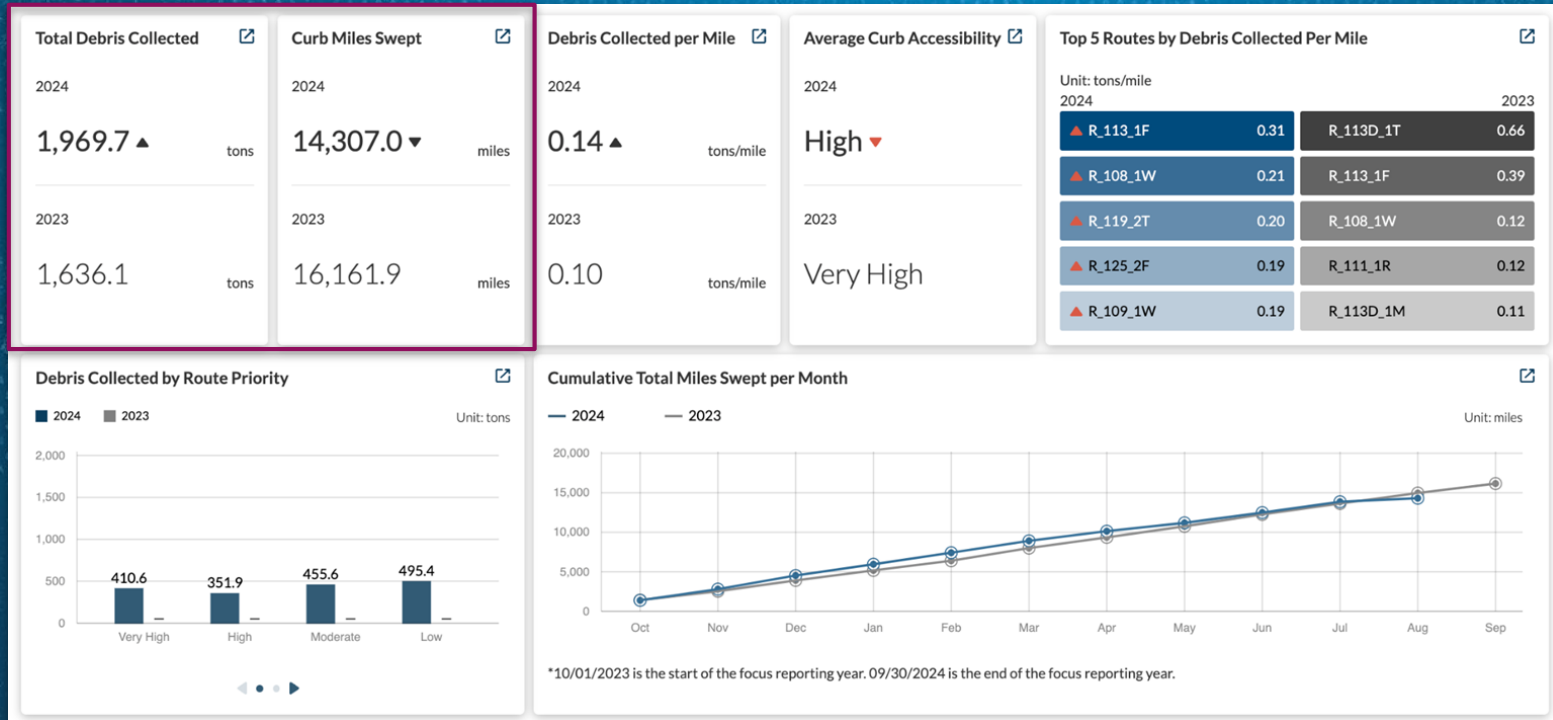 Total Debris Collected
2024
1,969.7 ▲ tons
2023
1,636.1 tons
Curb Miles Swept
2024
14,307.0 ▼ miles
2023
16,161.9 miles
Debris Collected per Mile
2024
0.14 ▲ tons/mile
2023
0.10 tons/mile
Average Curb Accessibility
2024
High ▼
2023
Very High
Top 5 Routes by Debris Collected Per Mile
Unit: tons/mile
2024 2023
▲ R_113_1F 0.31 R_113D_1T 0.66
▲ R_108_1W 0.21 R_113_1F 0.39
▲ R_119_2T 0.20 R_108_1W 0.12
▲ R_125_2F 0.19 R_111_1R 0.12
▲ R_109_1W 0.19 R_113D_1M 0.11
Debris Collected by Route Priority
2024 2023 Unit: tons
2,000
1,500
1,000
500
0
410.6 351.9 455.6 495.4
– – – –
Very High High Moderate Low
Cumulative Total Miles Swept per Month
2024 2023 Unit: miles
20,000
15,000
10,000
5,000
0
Oct Nov Dec Jan Feb Mar Apr May Jun Jul Aug Sep
*10/01/2023 is the start of the focus reporting year. 09/30/2024 is the end of the focus reporting year.